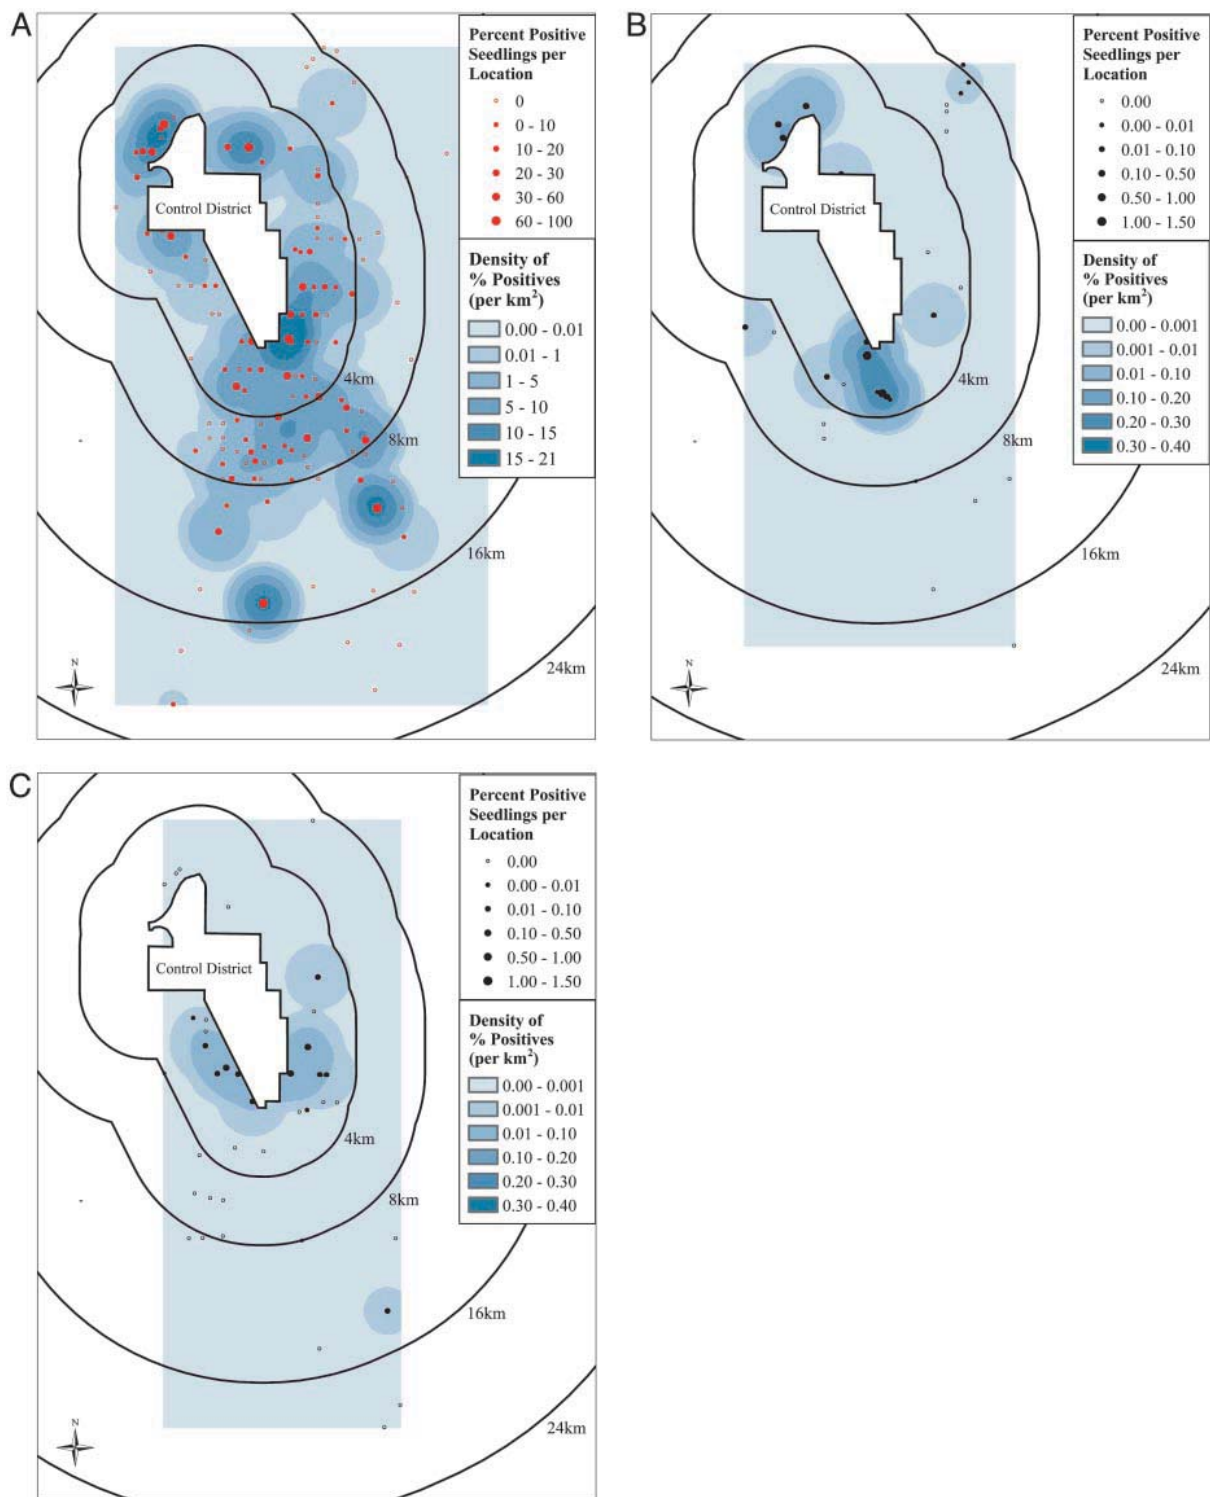 A
Percent Positive
Seedlings per
Location
0
0 - 10
10 - 20
20 - 30
30 - 60
60 - 100
Density of
% Positives
(per km²)
0.00 - 0.01
0.01 - 1
1 - 5
5 - 10
10 - 15
15 - 21
Control District
4km
8km
16km
24km
N
B
Percent Positive
Seedlings per
Location
0.00
0.00 - 0.01
0.01 - 0.10
0.10 - 0.50
0.50 - 1.00
1.00 - 1.50
Density of
% Positives
(per km²)
0.00 - 0.001
0.001 - 0.01
0.01 - 0.10
0.10 - 0.20
0.20 - 0.30
0.30 - 0.40
Control District
4km
8km
16km
24km
N
C
Percent Positive
Seedlings per
Location
0.00
0.00 - 0.01
0.01 - 0.10
0.10 - 0.50
0.50 - 1.00
1.00 - 1.50
Density of
% Positives
(per km²)
0.00 - 0.001
0.001 - 0.01
0.01 - 0.10
0.10 - 0.20
0.20 - 0.30
0.30 - 0.40
Control District
4km
8km
16km
24km
N